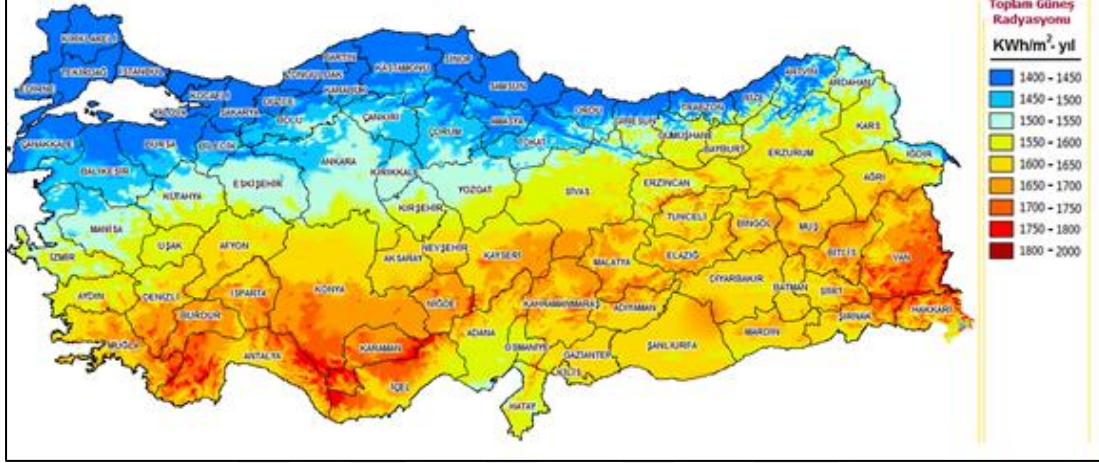 Toplam Güneş
Radyasyonu
KWh/m²- yıl
1400 - 1450
1450 - 1500
1500 - 1550
1550 - 1600
1600 - 1650
1650 - 1700
1700 - 1750
1750 - 1800
1800 - 2000
KIRKLARELİ
TEKİRDAĞ
İSTANBUL
EDİRNE
KOCAELİ
YALOVA
SAKARYA
DÜZCE
BOLU
ZONGULDAK
BARTIN
KARABÜK
KASTAMONU
SİNOP
SAMSUN
ÇANKIRI
ÇORUM
AMASYA
TOKAT
ORDU
GİRESUN
TRABZON
RİZE
ARTVİN
ARDAHAN
KARS
IĞDIR
GÜMÜŞHANE
BAYBURT
ERZURUM
AĞRI
ÇANAKKALE
BURSA
BİLECİK
BALIKESİR
KÜTAHYA
ESKİŞEHİR
ANKARA
KIRIKKALE
YOZGAT
SİVAS
ERZİNCAN
KIRŞEHİR
TUNCELİ
BİNGÖL
MUŞ
MANİSA
İZMİR
UŞAK
AFYON
AKSARAY
NEVŞEHİR
KAYSERİ
MALATYA
ELAZIĞ
BİTLİS
VAN
DİYARBAKIR
BATMAN
SİİRT
AYDIN
DENİZLİ
ISPARTA
BURDUR
KONYA
NİĞDE
KAHRAMANMARAŞ
ADIYAMAN
ŞIRNAK
HAKKARİ
MARDİN
MUĞLA
ANTALYA
KARAMAN
İÇEL
ADANA
OSMANİYE
GAZİANTEP
KİLİS
ŞANLIURFA
HATAY